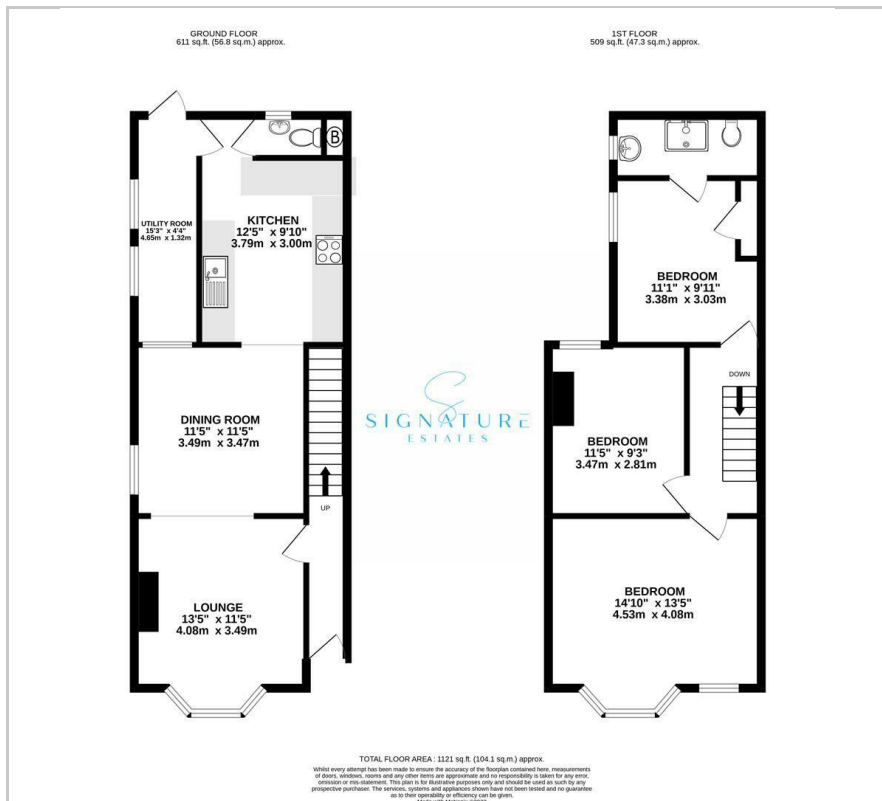 GROUND FLOOR
611 sq.ft. (56.8 sq.m.) approx.
1ST FLOOR
509 sq.ft. (47.3 sq.m.) approx.
B
UTILITY ROOM
15'3" x 4'4"
4.65m x 1.32m
KITCHEN
12'5" x 9'10"
3.79m x 3.00m
DINING ROOM
11'5" x 11'5"
3.49m x 3.47m
UP
LOUNGE
13'5" x 11'5"
4.08m x 3.49m
SIGNATURE
ESTATES
BEDROOM
11'1" x 9'11"
3.38m x 3.03m
DOWN
BEDROOM
11'5" x 9'3"
3.47m x 2.81m
BEDROOM
14'10" x 13'5"
4.53m x 4.08m
TOTAL FLOOR AREA : 1121 sq.ft. (104.1 sq.m.) approx.
Whilst every attempt has been made to ensure the accuracy of the floorplan contained here, measurements
of doors, windows, rooms and any other items are approximate and no responsibility is taken for any error,
omission or mis-statement. This plan is for illustrative purposes only and should be used as such by any
prospective purchaser. The services, systems and appliances shown have not been tested and no guarantee
as to their operability or efficiency can be given.
Made with Metropix